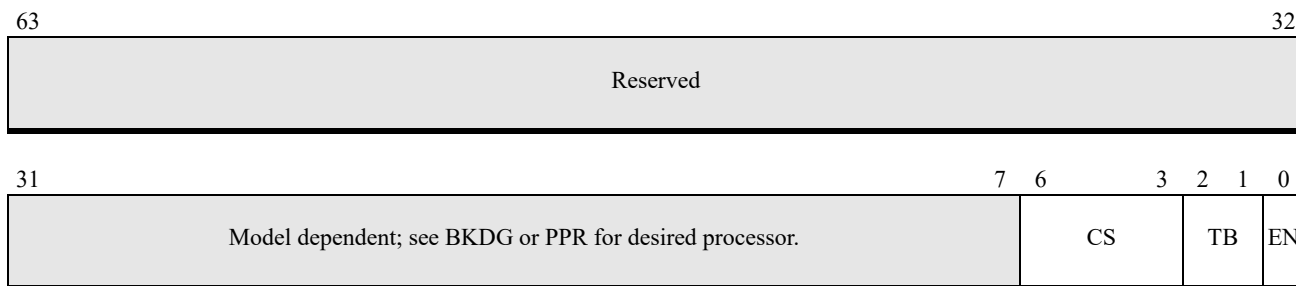 63 32
Reserved
31 7 6 3 2 1 0
Model dependent; see BKDG or PPR for desired processor. CS TB EN